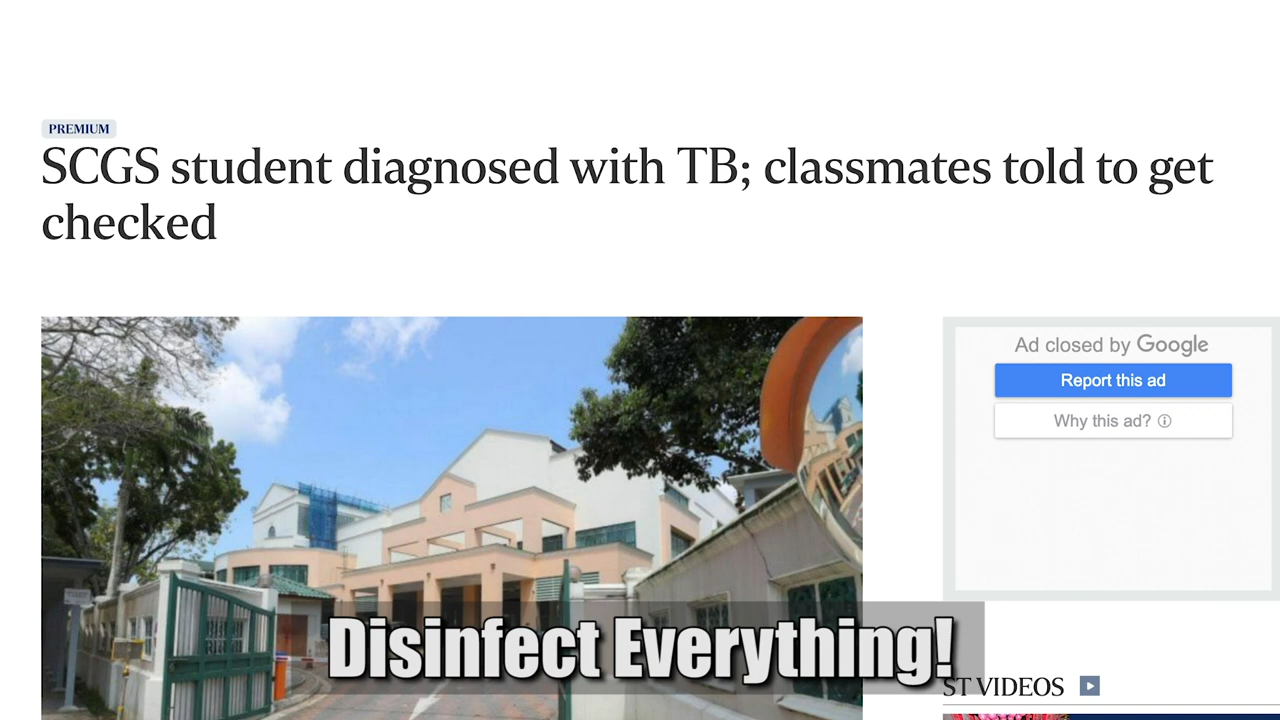 PREMIUM
SCGS student diagnosed with TB; classmates told to get
checked
Ad closed by Google
Report this ad
Why this ad?
Disinfect Everything!
ST VIDEOS